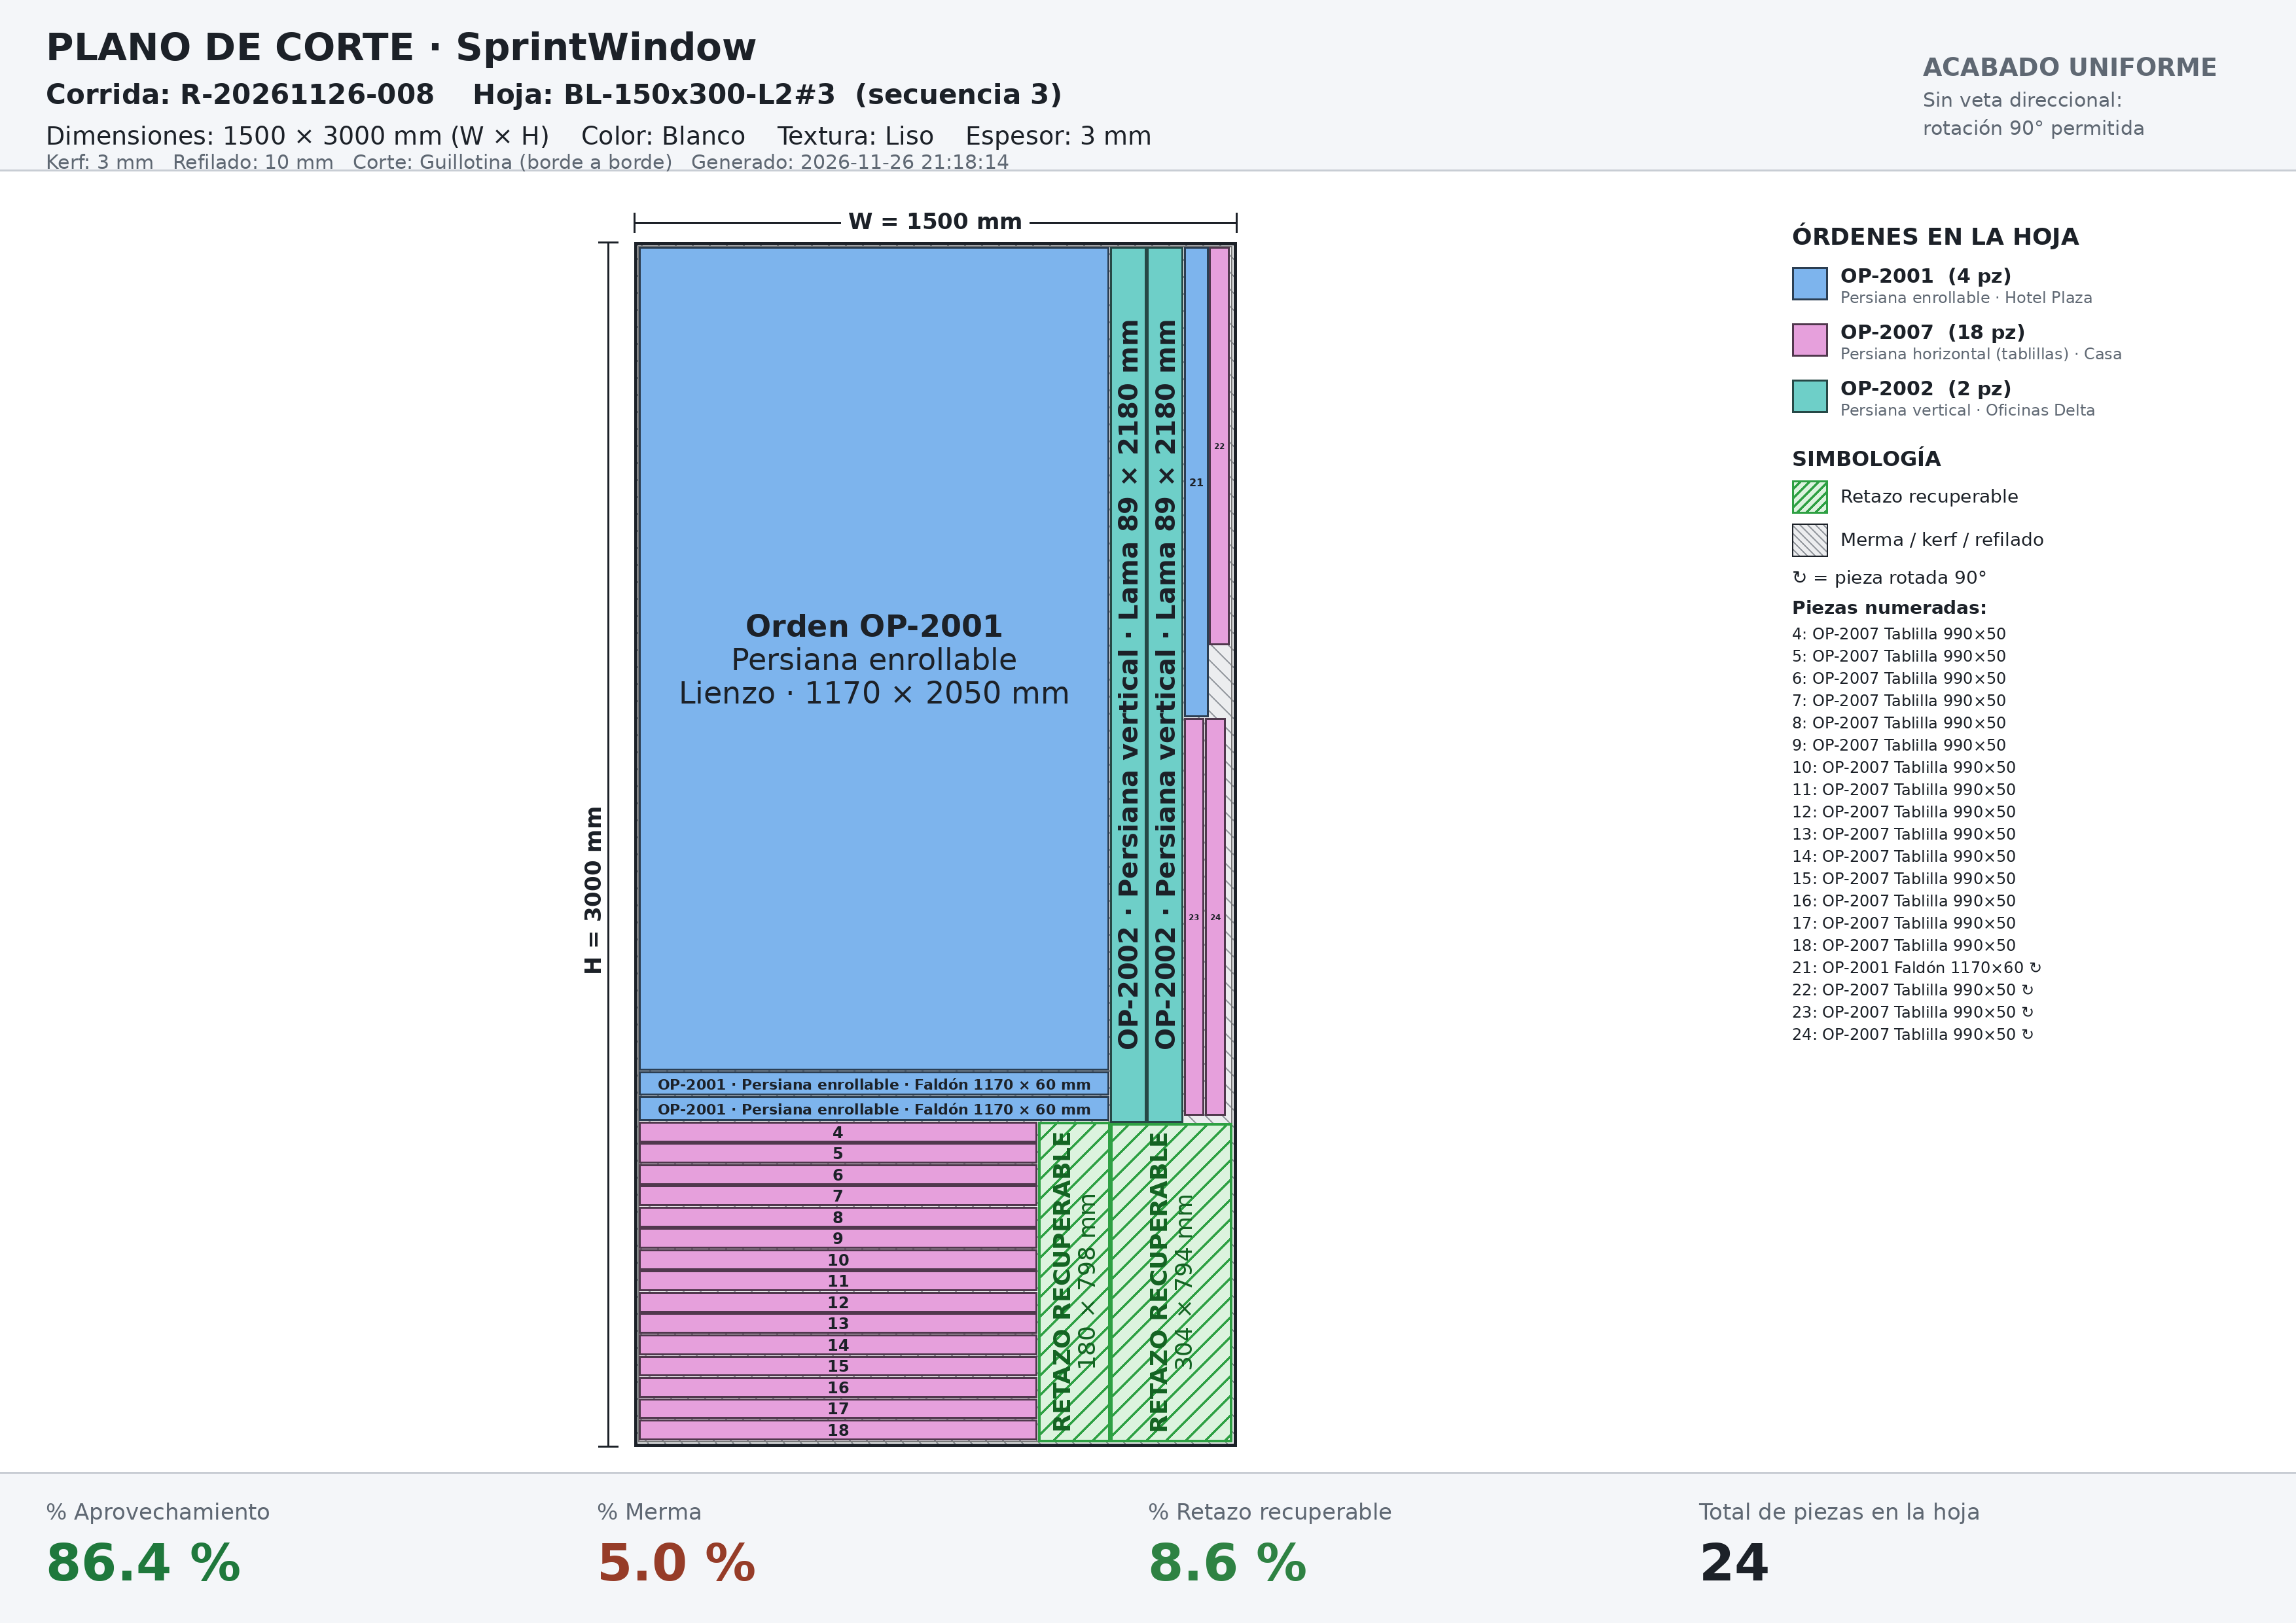 PLANO DE CORTE · SprintWindow
Corrida: R-20261126-008    Hoja: BL-150x300-L2#3  (secuencia 3)
Dimensiones: 1500 × 3000 mm (W × H)    Color: Blanco    Textura: Liso    Espesor: 3 mm
Kerf: 3 mm   Refilado: 10 mm   Corte: Guillotina (borde a borde)   Generado: 2026-11-26 21:18:14
ACABADO UNIFORME
Sin veta direccional:
rotación 90° permitida
W = 1500 mm
H = 3000 mm
Orden OP-2001
Persiana enrollable
Lienzo · 1170 × 2050 mm
OP-2002 · Persiana vertical · Lama 89 × 2180 mm
OP-2002 · Persiana vertical · Lama 89 × 2180 mm
21
22
23
24
OP-2001 · Persiana enrollable · Faldón 1170 × 60 mm
OP-2001 · Persiana enrollable · Faldón 1170 × 60 mm
4
5
6
7
8
9
10
11
12
13
14
15
16
17
18
RETAZO RECUPERABLE
180 × 798 mm
RETAZO RECUPERABLE
304 × 794 mm
ÓRDENES EN LA HOJA
OP-2001  (4 pz)
Persiana enrollable · Hotel Plaza
OP-2007  (18 pz)
Persiana horizontal (tablillas) · Casa
OP-2002  (2 pz)
Persiana vertical · Oficinas Delta
SIMBOLOGÍA
Retazo recuperable
Merma / kerf / refilado
↻ = pieza rotada 90°
Piezas numeradas:
4: OP-2007 Tablilla 990×50
5: OP-2007 Tablilla 990×50
6: OP-2007 Tablilla 990×50
7: OP-2007 Tablilla 990×50
8: OP-2007 Tablilla 990×50
9: OP-2007 Tablilla 990×50
10: OP-2007 Tablilla 990×50
11: OP-2007 Tablilla 990×50
12: OP-2007 Tablilla 990×50
13: OP-2007 Tablilla 990×50
14: OP-2007 Tablilla 990×50
15: OP-2007 Tablilla 990×50
16: OP-2007 Tablilla 990×50
17: OP-2007 Tablilla 990×50
18: OP-2007 Tablilla 990×50
21: OP-2001 Faldón 1170×60 ↻
22: OP-2007 Tablilla 990×50 ↻
23: OP-2007 Tablilla 990×50 ↻
24: OP-2007 Tablilla 990×50 ↻
% Aprovechamiento
86.4 %
% Merma
5.0 %
% Retazo recuperable
8.6 %
Total de piezas en la hoja
24